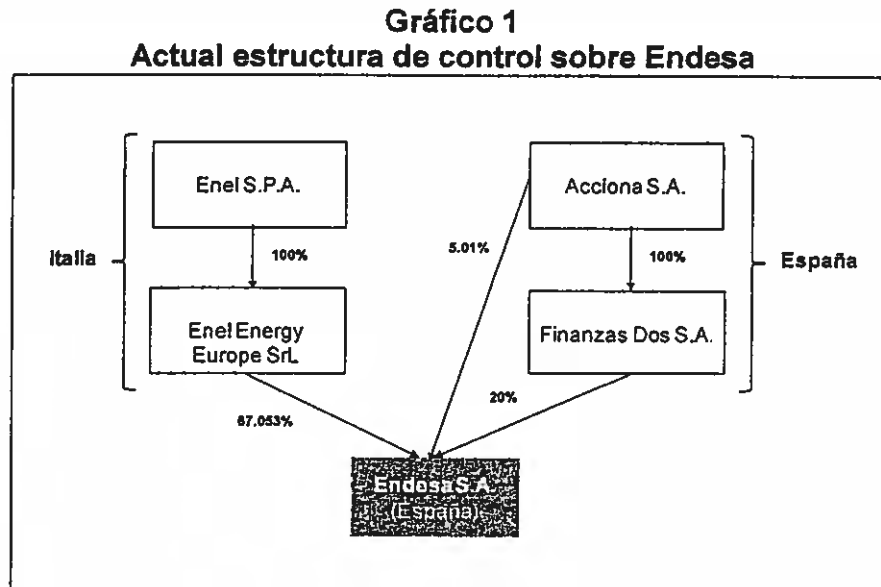 Gráfico 1
Actual estructura de control sobre Endesa
Enel S.P.A.
Acciona S.A.
Italia
100%
5.01%
100%
España
Enel Energy
Europe SrL
Finanzas Dos S.A.
67.053%
20%
Endesa S.A.
(España)